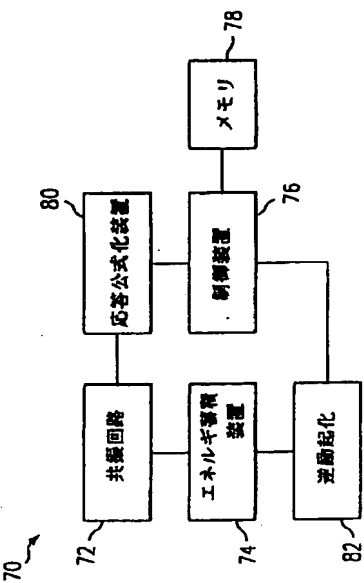 70
72
共振回路
80
応答公式化装置
74
エネルギ蓄積
装置
76
制御装置
78
メモリ
82
逆励起化